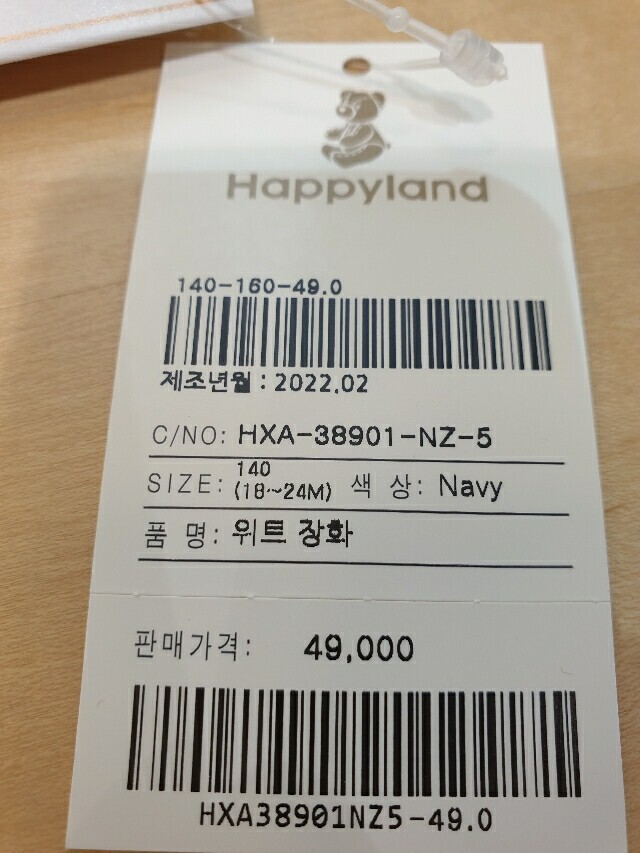 Happyland
140-160-49.0
제조년월 : 2022.02
C/NO: HXA-38901-NZ-5
SIZE: 140 (18~24M) 색 상: Navy
품 명: 위트 장화
판매가격: 49,000
HXA38901NZ5-49.0